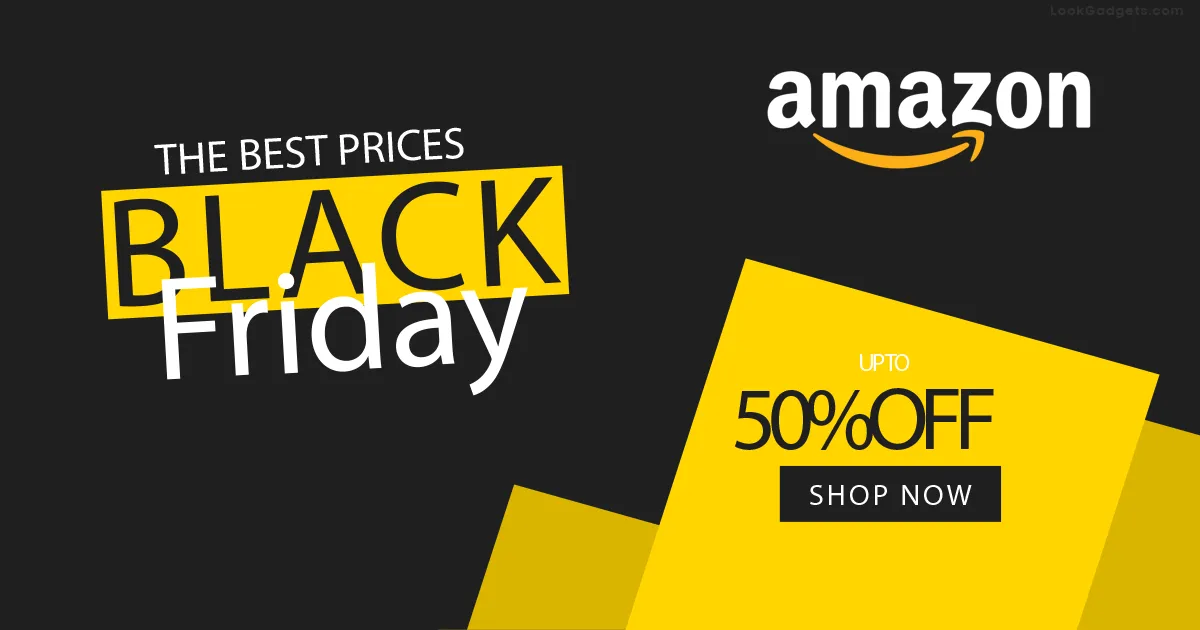 LookGadgets.com
amazon
THE BEST PRICES
BLACK
Friday
UPTO
50%OFF
SHOP NOW